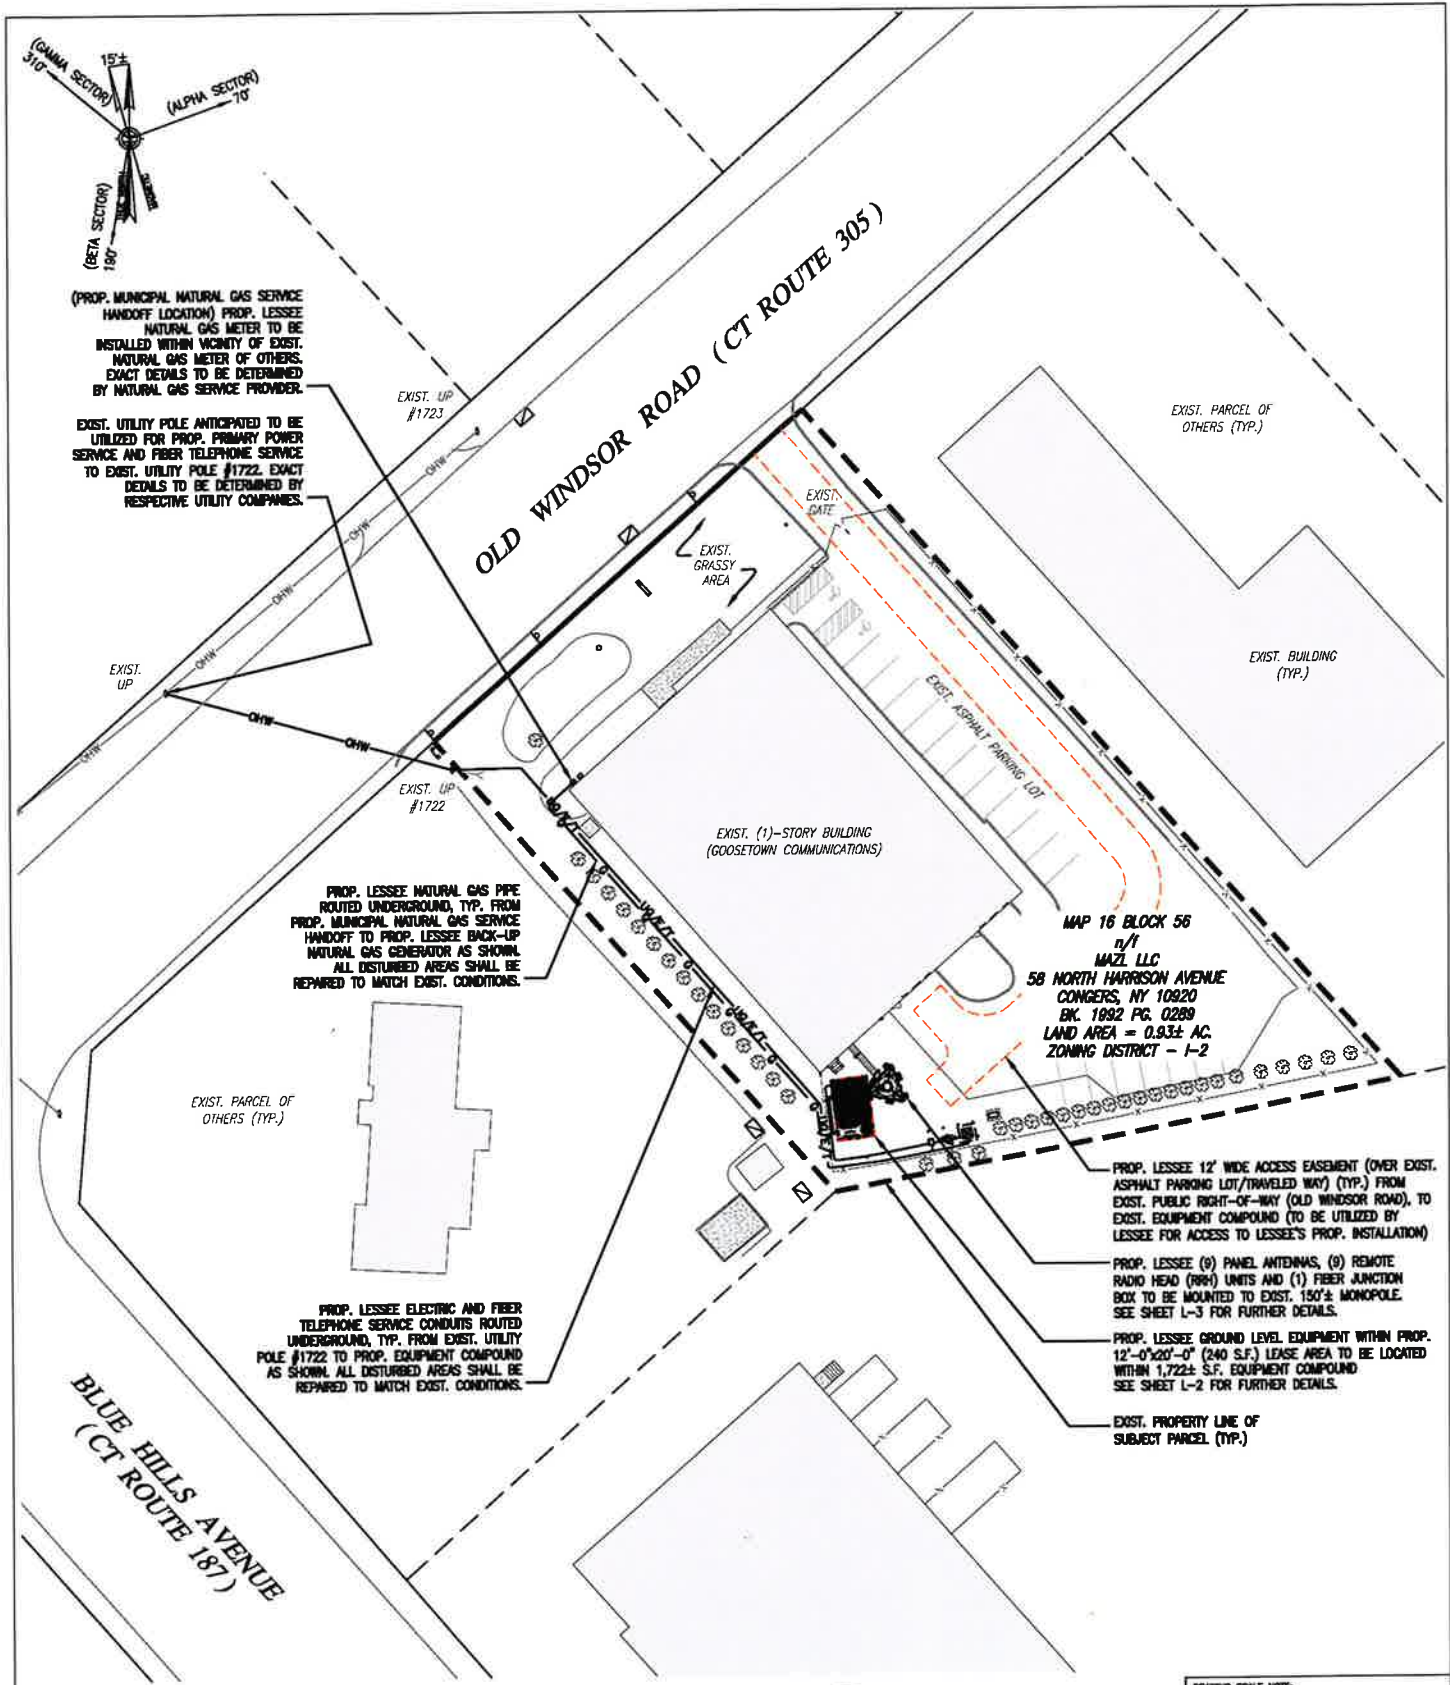 (GAMMA SECTOR)
310°
15°±
(ALPHA SECTOR)
70°
(BETA SECTOR)
190°
(PROP. MUNICIPAL NATURAL GAS SERVICE
HANDOFF LOCATION) PROP. LESSEE
NATURAL GAS METER TO BE
INSTALLED WITHIN VICINITY OF EXIST.
NATURAL GAS METER OF OTHERS.
EXACT DETAILS TO BE DETERMINED
BY NATURAL GAS SERVICE PROVIDER.
EXIST. UTILITY POLE ANTICIPATED TO BE
UTILIZED FOR PROP. PRIMARY POWER
SERVICE AND FIBER TELEPHONE SERVICE
TO EXIST. UTILITY POLE #1722. EXACT
DETAILS TO BE DETERMINED BY
RESPECTIVE UTILITY COMPANIES.
EXIST. UP
#1723
OHW
OHW
OHW
OHW
OHW
OHW
OHW
EXIST.
UP
EXIST. UP
#1722
OLD WINDSOR ROAD (CT ROUTE 305)
EXIST.
GATE
EXIST.
GRASSY
AREA
EXIST. PARCEL OF
OTHERS (TYP.)
EXIST. BUILDING
(TYP.)
EXIST. ASPHALT PARKING LOT
EXIST. (1)-STORY BUILDING
(GOOSETOWN COMMUNICATIONS)
PROP. LESSEE NATURAL GAS PIPE
ROUTED UNDERGROUND, TYP. FROM
PROP. MUNICIPAL NATURAL GAS SERVICE
HANDOFF TO PROP. LESSEE BACK-UP
NATURAL GAS GENERATOR AS SHOWN.
ALL DISTURBED AREAS SHALL BE
REPAIRED TO MATCH EXIST. CONDITIONS.
MAP 16 BLOCK 56
n/f
MAZL LLC
58 NORTH HARRISON AVENUE
CONGERS, NY 10920
BK. 1992 PG. 0289
LAND AREA = 0.93± AC.
ZONING DISTRICT - I-2
EXIST. PARCEL OF
OTHERS (TYP.)
PROP. LESSEE 12' WIDE ACCESS EASEMENT (OVER EXIST.
ASPHALT PARKING LOT/TRAVELED WAY) (TYP.) FROM
EXIST. PUBLIC RIGHT-OF-WAY (OLD WINDSOR ROAD), TO
EXIST. EQUIPMENT COMPOUND (TO BE UTILIZED BY
LESSEE FOR ACCESS TO LESSEE'S PROP. INSTALLATION)
PROP. LESSEE (9) PANEL ANTENNAS, (9) REMOTE
RADIO HEAD (RRH) UNITS AND (1) FIBER JUNCTION
BOX TO BE MOUNTED TO EXIST. 150'± MONOPOLE.
SEE SHEET L-3 FOR FURTHER DETAILS.
PROP. LESSEE GROUND LEVEL EQUIPMENT WITHIN PROP.
12'-0"x20'-0" (240 S.F.) LEASE AREA TO BE LOCATED
WITHIN 1,722± S.F. EQUIPMENT COMPOUND
SEE SHEET L-2 FOR FURTHER DETAILS.
EXIST. PROPERTY LINE OF
SUBJECT PARCEL (TYP.)
PROP. LESSEE ELECTRIC AND FIBER
TELEPHONE SERVICE CONDUITS ROUTED
UNDERGROUND, TYP. FROM EXIST. UTILITY
POLE #1722 TO PROP. EQUIPMENT COMPOUND
AS SHOWN. ALL DISTURBED AREAS SHALL BE
REPAIRED TO MATCH EXIST. CONDITIONS.
BLUE HILLS AVENUE
(CT ROUTE 187)